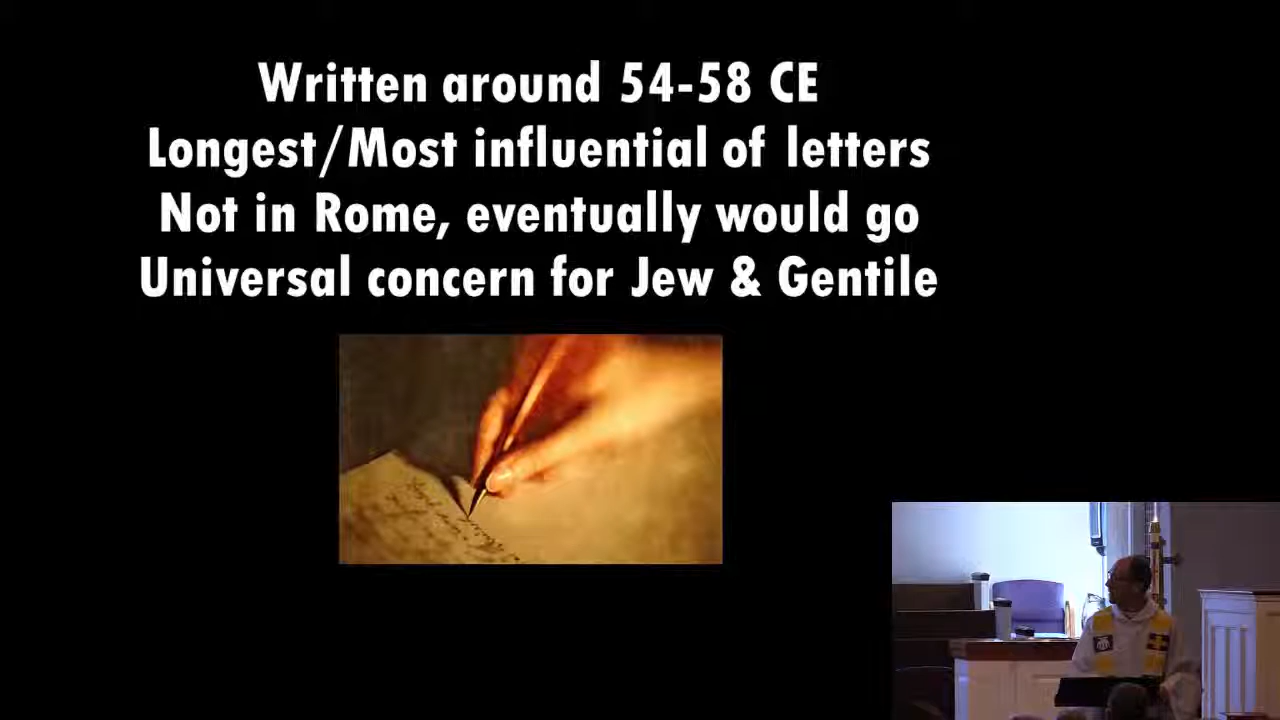 Written around 54-58 CE
Longest/Most influential of letters
Not in Rome, eventually would go
Universal concern for Jew & Gentile